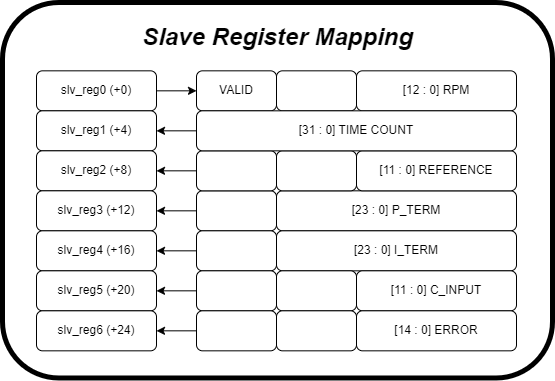 Slave Register Mapping
slv_reg0 (+0) VALID [12 : 0] RPM
slv_reg1 (+4) [31 : 0] TIME COUNT
slv_reg2 (+8) [11 : 0] REFERENCE
slv_reg3 (+12) [23 : 0] P_TERM
slv_reg4 (+16) [23 : 0] I_TERM
slv_reg5 (+20) [11 : 0] C_INPUT
slv_reg6 (+24) [14 : 0] ERROR